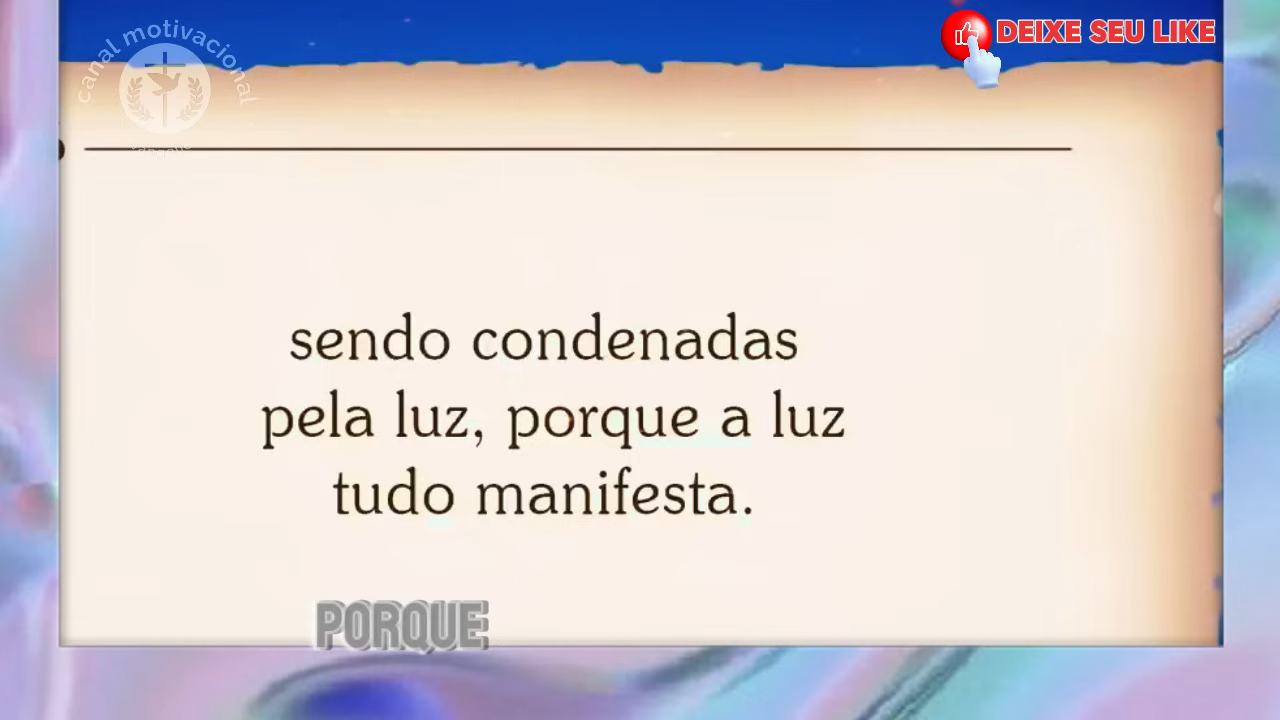 canal motivacional
DEIXE SEU LIKE
sendo condenadas
pela luz, porque a luz
tudo manifesta.
PORQUE